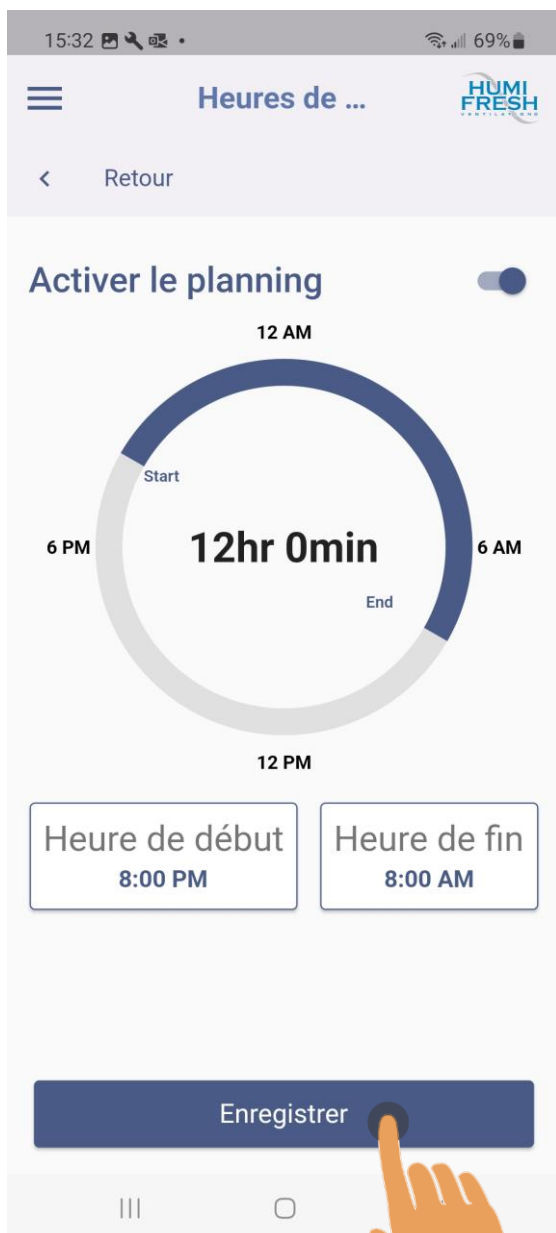 15:32
69%
Heures de ...
HUMI
FRESH
VENTILATIONS
Retour
Activer le planning
12 AM
Start
6 PM
12hr 0min
6 AM
End
12 PM
Heure de début
8:00 PM
Heure de fin
8:00 AM
Enregistrer